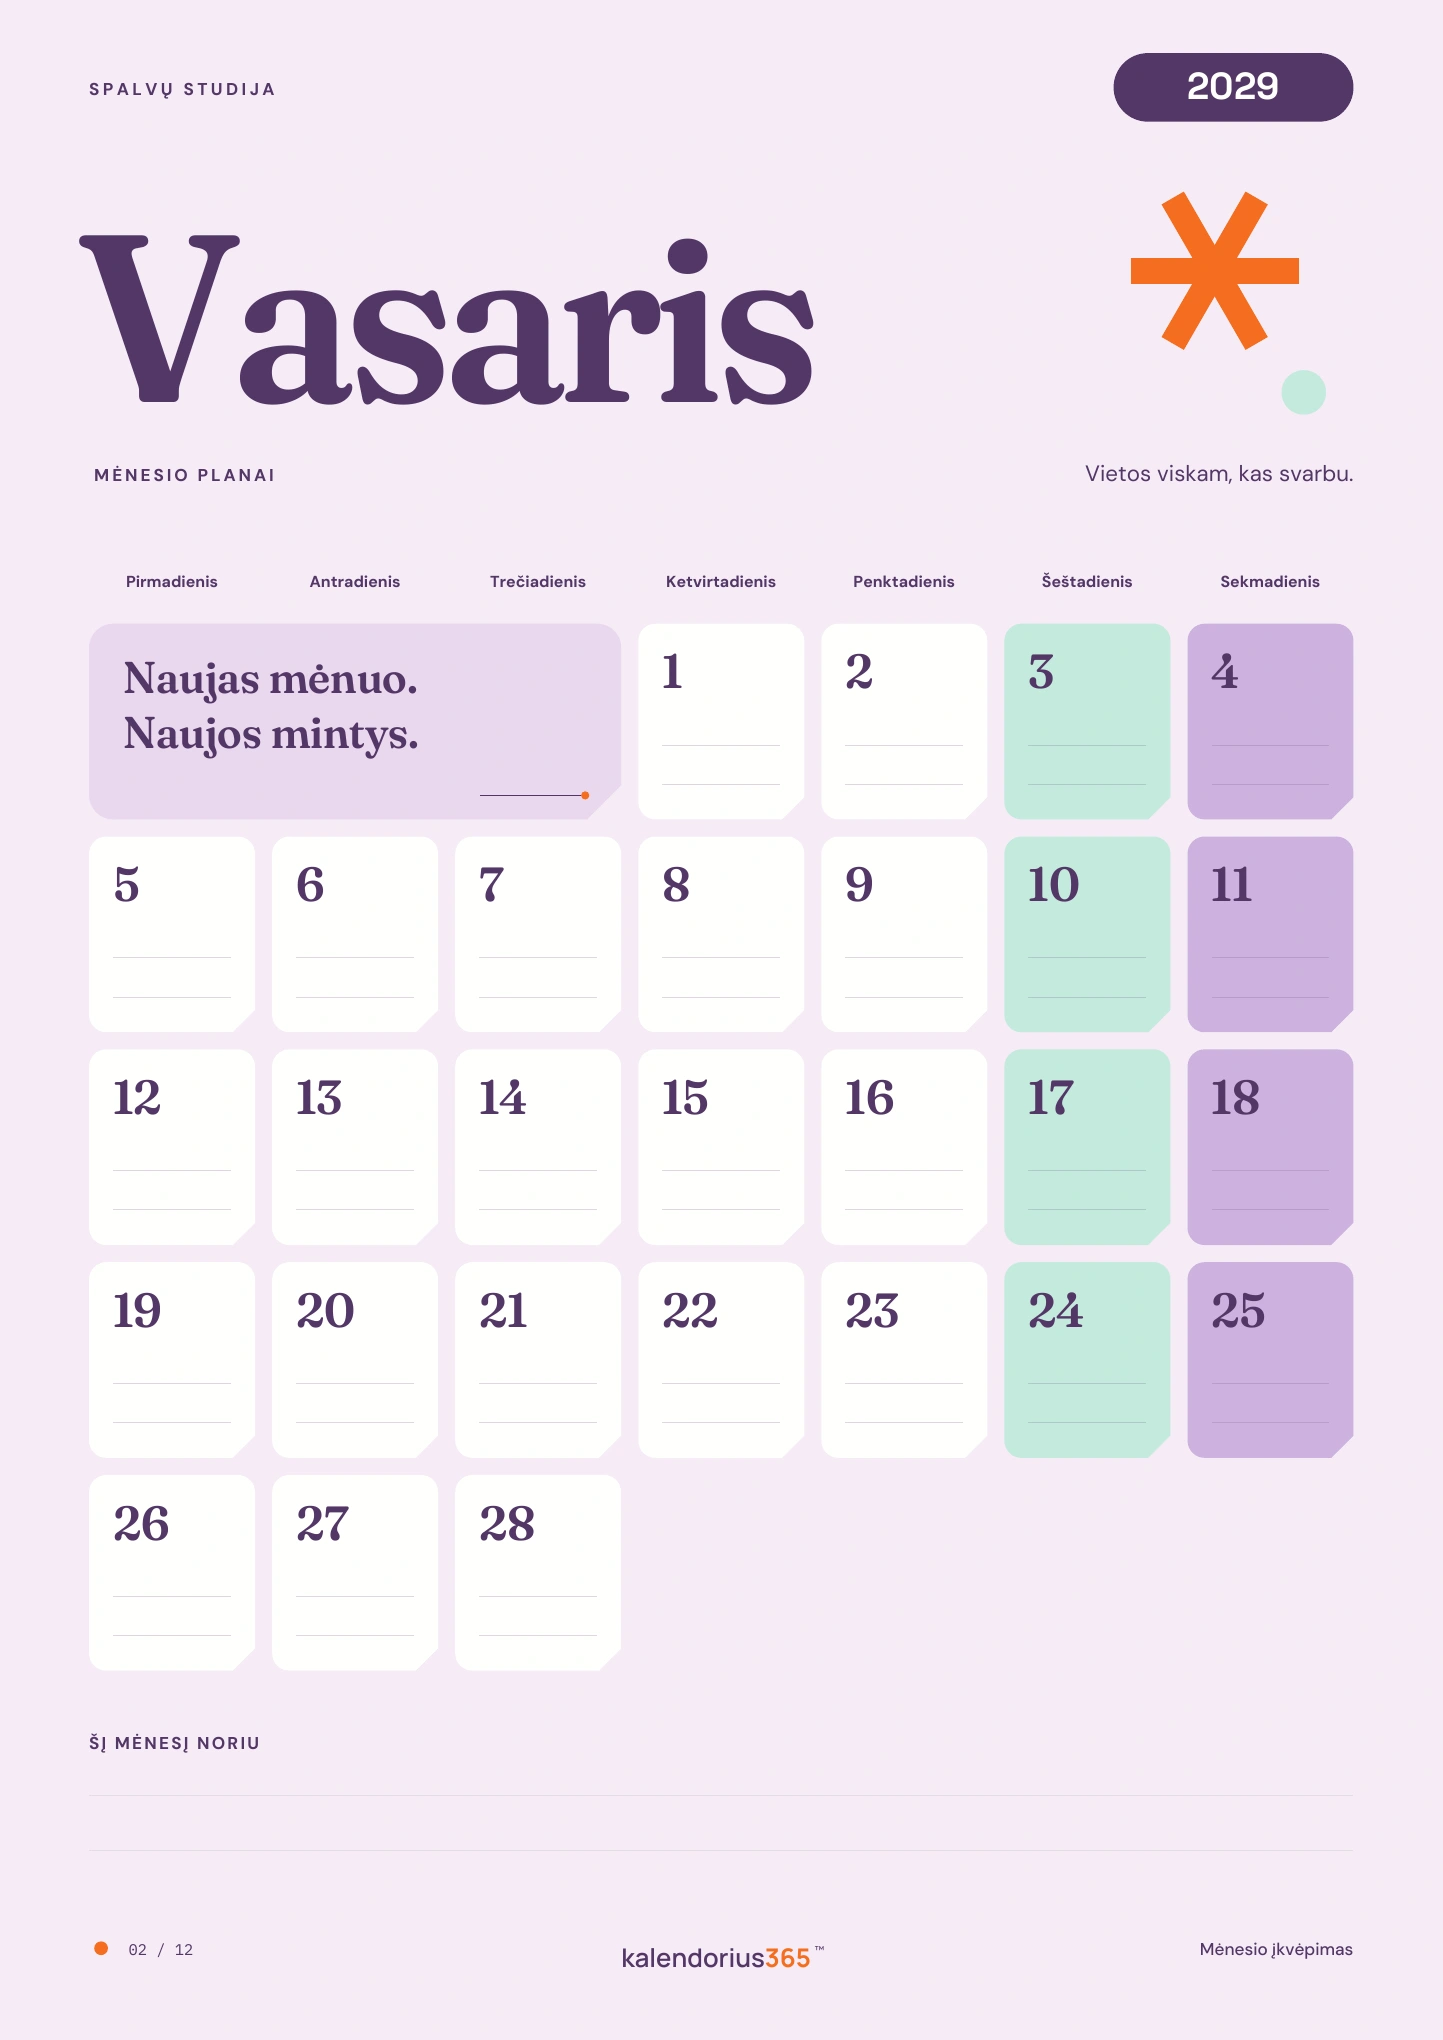 SPALVŲ STUDIJA
2029
Vasaris
MĖNESIO PLANAI
Vietos viskam, kas svarbu.
Pirmadienis Antradienis Trečiadienis Ketvirtadienis Penktadienis Šeštadienis Sekmadienis
Naujas mėnuo.
Naujos mintys.
1 2 3 4
5 6 7 8 9 10 11
12 13 14 15 16 17 18
19 20 21 22 23 24 25
26 27 28
ŠĮ MĖNESĮ NORIU
02 / 12
kalendorius365™
Mėnesio įkvėpimas